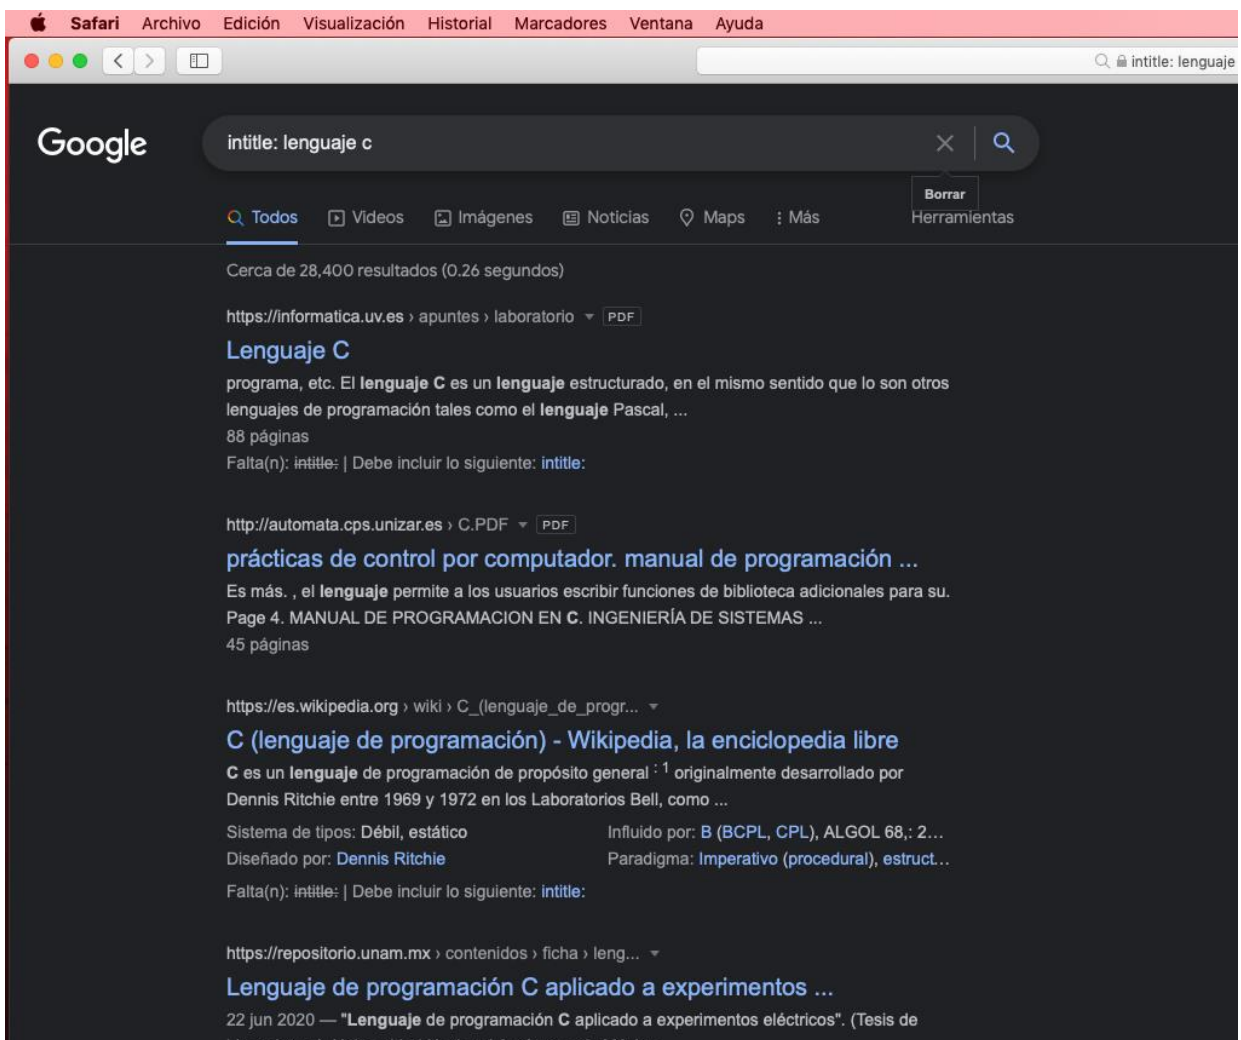 Safari Archivo Edición Visualización Historial Marcadores Ventana Ayuda
intitle: lenguaje
Google
intitle: lenguaje c
Borrar
Todos Videos Imágenes Noticias Maps Más Herramientas
Cerca de 28,400 resultados (0.26 segundos)
https://informatica.uv.es › apuntes › laboratorio PDF
Lenguaje C
programa, etc. El lenguaje C es un lenguaje estructurado, en el mismo sentido que lo son otros
lenguajes de programación tales como el lenguaje Pascal, ...
88 páginas
Falta(n): intitle: | Debe incluir lo siguiente: intitle:
http://automata.cps.unizar.es › C.PDF PDF
prácticas de control por computador. manual de programación ...
Es más. , el lenguaje permite a los usuarios escribir funciones de biblioteca adicionales para su.
Page 4. MANUAL DE PROGRAMACION EN C. INGENIERÍA DE SISTEMAS ...
45 páginas
https://es.wikipedia.org › wiki › C_(lenguaje_de_progr...
C (lenguaje de programación) - Wikipedia, la enciclopedia libre
C es un lenguaje de programación de propósito general : 1 originalmente desarrollado por
Dennis Ritchie entre 1969 y 1972 en los Laboratorios Bell, como ...
Sistema de tipos: Débil, estático Influido por: B (BCPL, CPL), ALGOL 68,: 2...
Diseñado por: Dennis Ritchie Paradigma: Imperativo (procedural), estruct...
Falta(n): intitle: | Debe incluir lo siguiente: intitle:
https://repositorio.unam.mx › contenidos › ficha › leng...
Lenguaje de programación C aplicado a experimentos ...
22 jun 2020 — "Lenguaje de programación C aplicado a experimentos eléctricos". (Tesis de